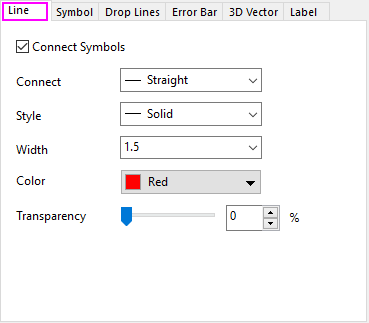 Line Symbol Drop Lines Error Bar 3D Vector Label
Connect Symbols
Connect Straight
Style Solid
Width 1.5
Color Red
Transparency 0 %